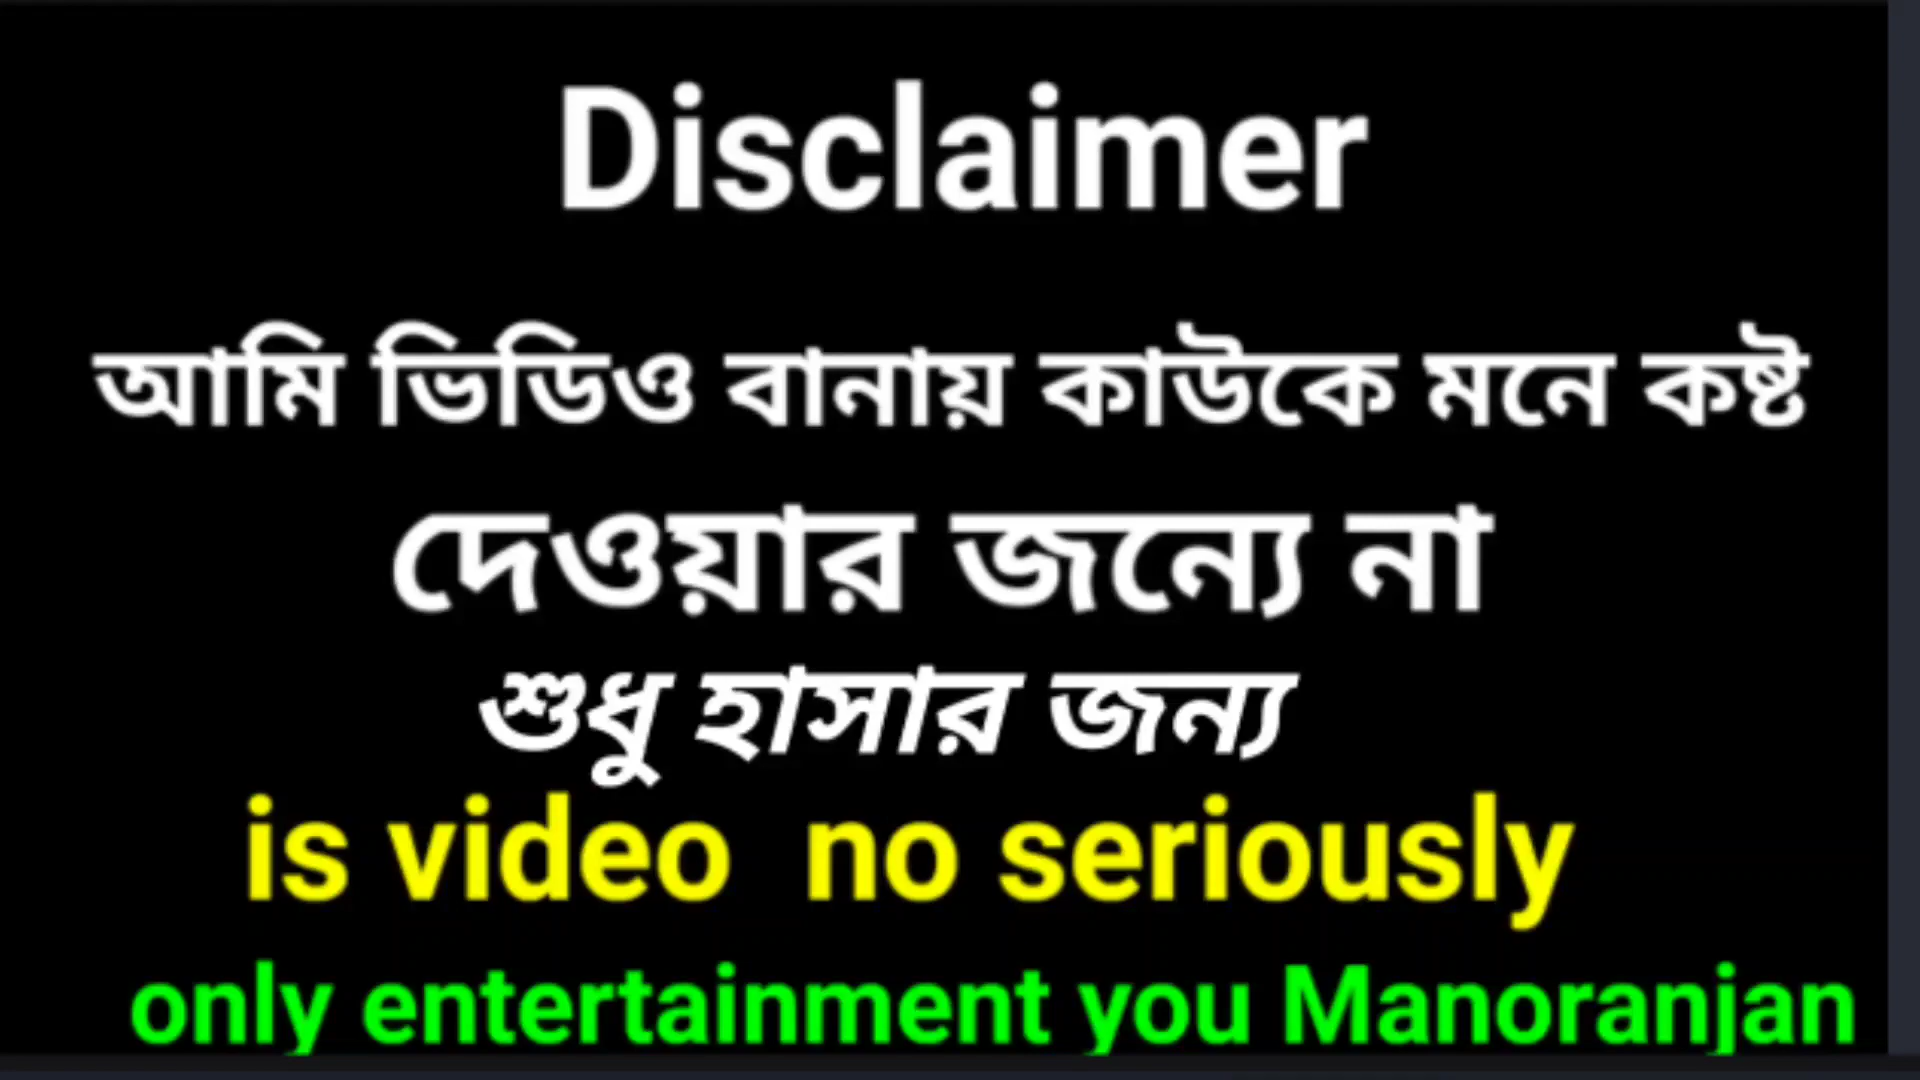 Disclaimer
আমি ভিডিও বানায় কাউকে মনে কষ্ট
দেওয়ার জন্যে না
শুধু হাসার জন্য
is video no seriously
only entertainment you Manoranjan